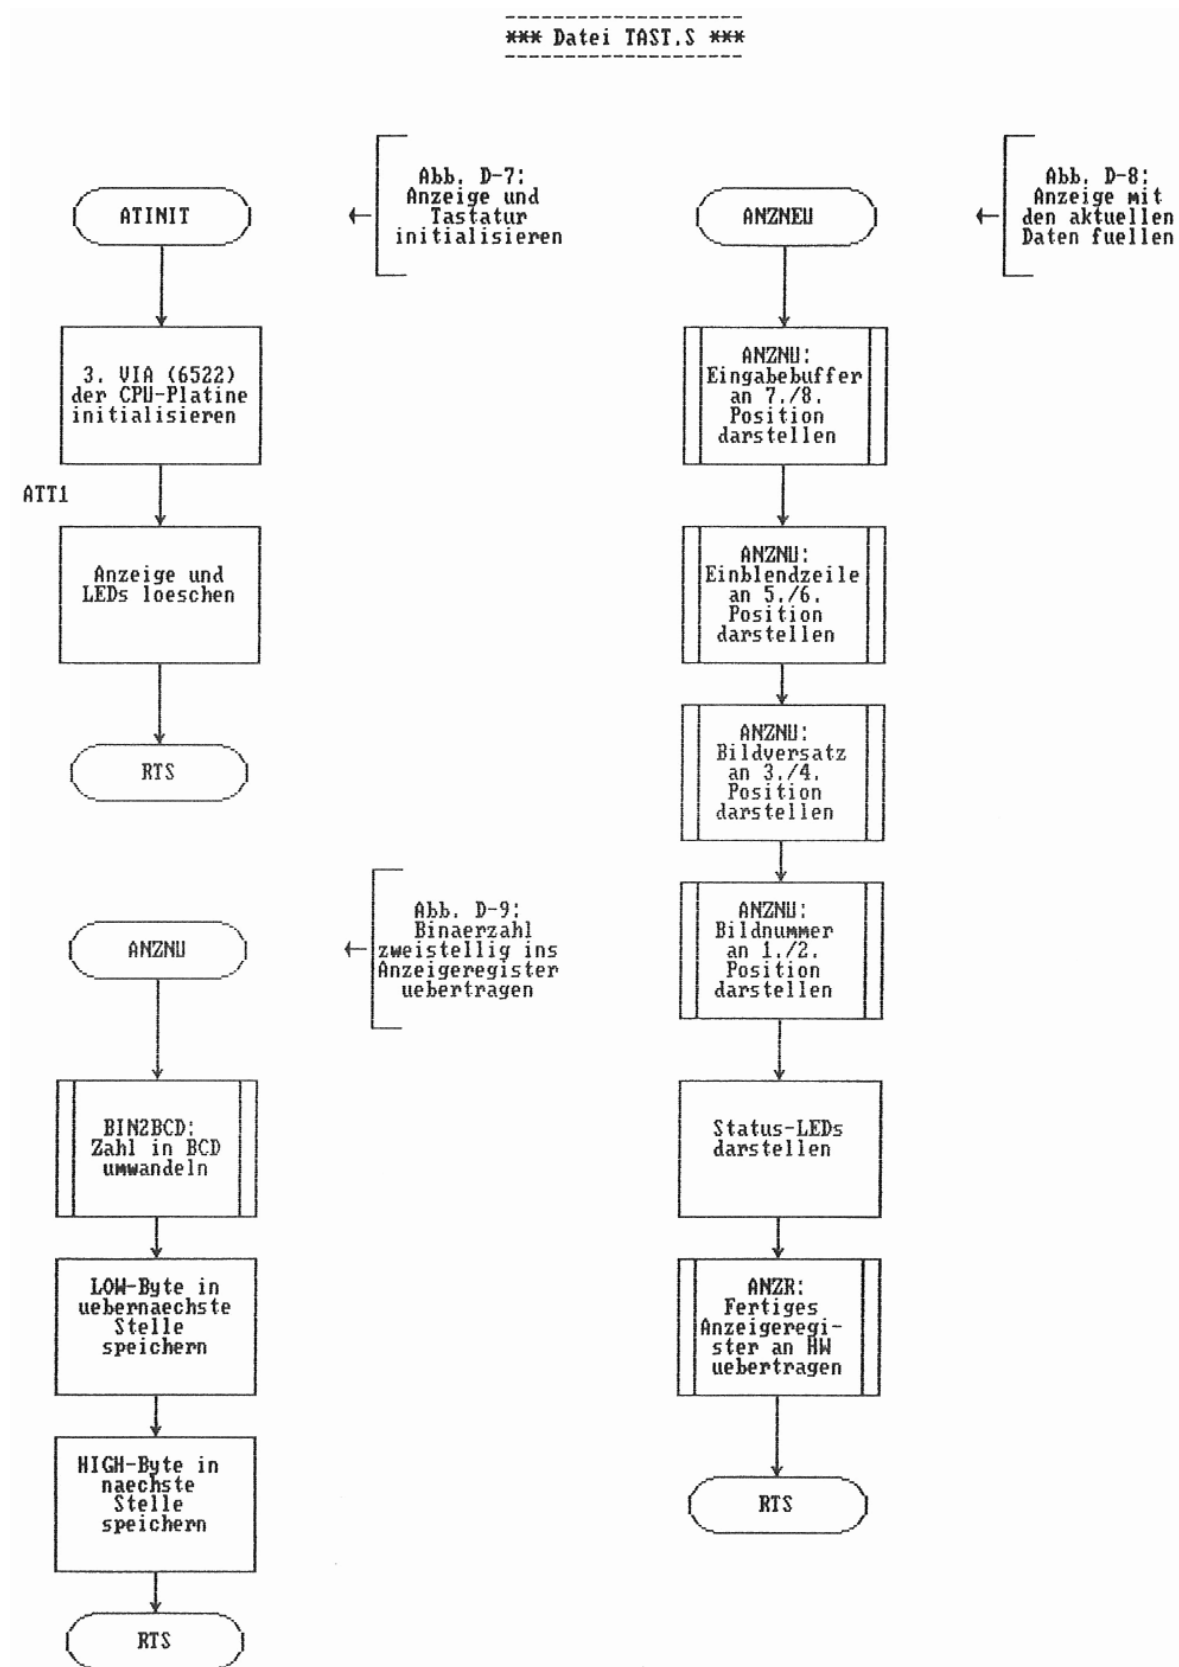 *** Datei TAST.S ***
ATINIT
Abb. D-7:
Anzeige und
Tastatur
initialisieren
3. VIA (6522)
der CPU-Platine
initialisieren
ATT1
Anzeige und
LEDs loeschen
RTS
ANZNU
Abb. D-9:
Binaerzahl
zweistellig ins
Anzeigeregister
uebertragen
BIN2BCD:
Zahl in BCD
umwandeln
LOW-Byte in
uebernaechste
Stelle
speichern
HIGH-Byte in
naechste
Stelle
speichern
RTS
ANZNEU
Abb. D-8:
Anzeige mit
den aktuellen
Daten fuellen
ANZNU:
Eingabebuffer
an 7./8.
Position
darstellen
ANZNU:
Einblendzeile
an 5./6.
Position
darstellen
ANZNU:
Bildversatz
an 3./4.
Position
darstellen
ANZNU:
Bildnummer
an 1./2.
Position
darstellen
Status-LEDs
darstellen
ANZR:
Fertiges
Anzeigeregi-
ster an HW
uebertragen
RTS